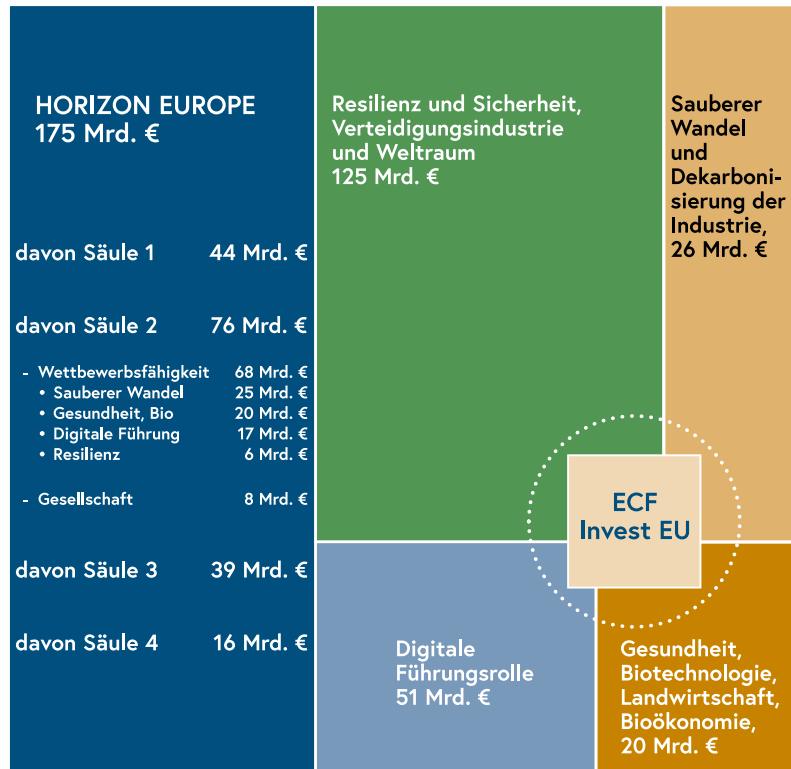 HORIZON EUROPE
175 Mrd. €
davon Säule 1 44 Mrd. €
davon Säule 2 76 Mrd. €
- Wettbewerbsfähigkeit 68 Mrd. €
• Sauberer Wandel 25 Mrd. €
• Gesundheit, Bio 20 Mrd. €
• Digitale Führung 17 Mrd. €
• Resilienz 6 Mrd. €
- Gesellschaft 8 Mrd. €
davon Säule 3 39 Mrd. €
davon Säule 4 16 Mrd. €
Resilienz und Sicherheit,
Verteidigungsindustrie
und Weltraum
125 Mrd. €
Sauberer
Wandel
und
Dekarboni-
sierung der
Industrie,
26 Mrd. €
ECF
Invest EU
Digitale
Führungsrolle
51 Mrd. €
Gesundheit,
Biotechnologie,
Landwirtschaft,
Bioökonomie,
20 Mrd. €